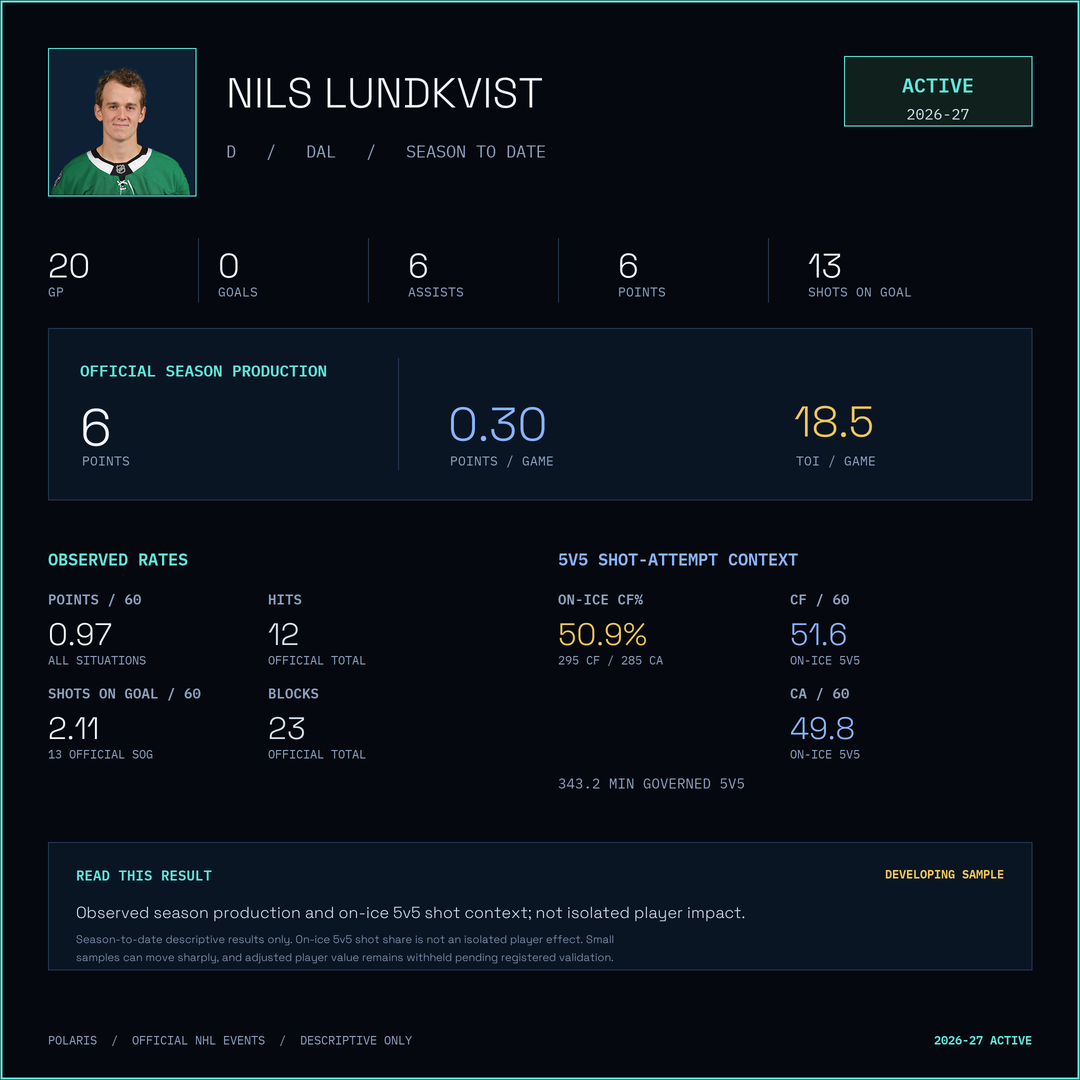 NILS LUNDKVIST
D / DAL / SEASON TO DATE
ACTIVE
2026-27
20
GP
0
GOALS
6
ASSISTS
6
POINTS
13
SHOTS ON GOAL
OFFICIAL SEASON PRODUCTION
6
POINTS
0.30
POINTS / GAME
18.5
TOI / GAME
OBSERVED RATES
POINTS / 60
0.97
ALL SITUATIONS
HITS
12
OFFICIAL TOTAL
SHOTS ON GOAL / 60
2.11
13 OFFICIAL SOG
BLOCKS
23
OFFICIAL TOTAL
5V5 SHOT-ATTEMPT CONTEXT
ON-ICE CF%
50.9%
295 CF / 285 CA
CF / 60
51.6
ON-ICE 5V5
CA / 60
49.8
ON-ICE 5V5
343.2 MIN GOVERNED 5V5
READ THIS RESULT
DEVELOPING SAMPLE
Observed season production and on-ice 5v5 shot context; not isolated player impact.
Season-to-date descriptive results only. On-ice 5v5 shot share is not an isolated player effect. Small
samples can move sharply, and adjusted player value remains withheld pending registered validation.
POLARIS / OFFICIAL NHL EVENTS / DESCRIPTIVE ONLY
2026-27 ACTIVE